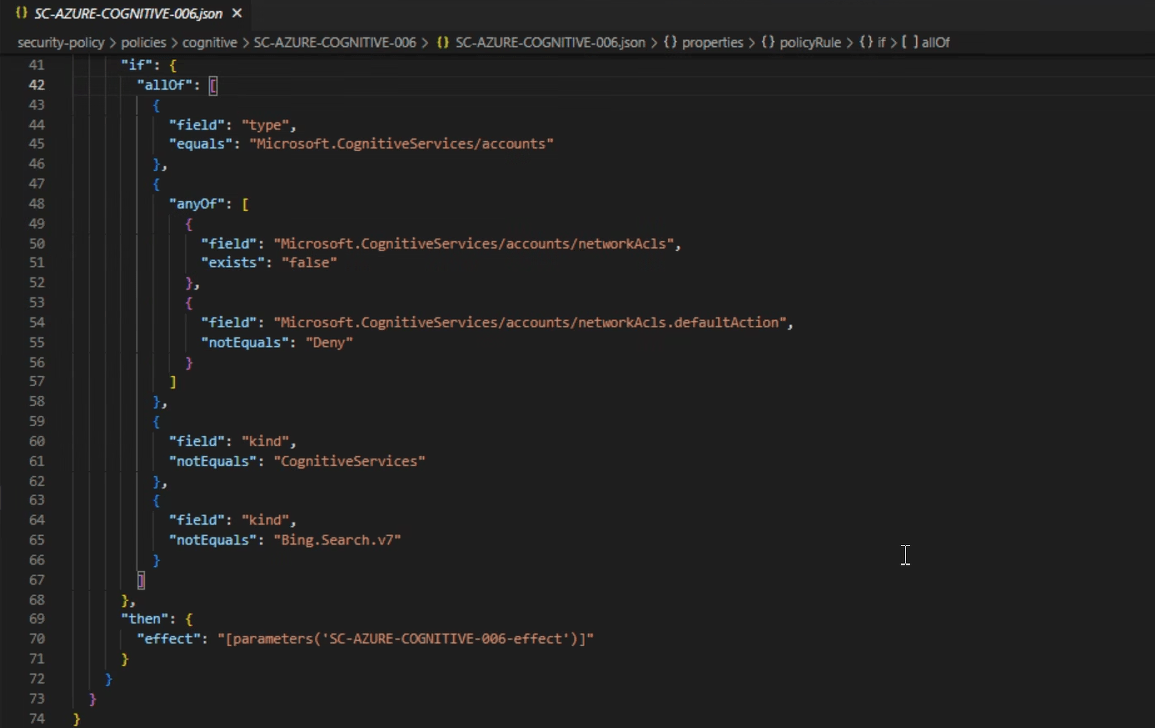 {} SC-AZURE-COGNITIVE-006.json ×
security-policy > policies > cognitive > SC-AZURE-COGNITIVE-006 > {} SC-AZURE-COGNITIVE-006.json > {} properties > {} policyRule > {} if > [ ] allOf
41 "if": {
42 "allOf": [
43 {
44 "field": "type",
45 "equals": "Microsoft.CognitiveServices/accounts"
46 },
47 {
48 "anyOf": [
49 {
50 "field": "Microsoft.CognitiveServices/accounts/networkAcls",
51 "exists": "false"
52 },
53 {
54 "field": "Microsoft.CognitiveServices/accounts/networkAcls.defaultAction",
55 "notEquals": "Deny"
56 }
57 ]
58 },
59 {
60 "field": "kind",
61 "notEquals": "CognitiveServices"
62 },
63 {
64 "field": "kind",
65 "notEquals": "Bing.Search.v7"
66 }
67 ]
68 },
69 "then": {
70 "effect": "[parameters('SC-AZURE-COGNITIVE-006-effect')]"
71 }
72 }
73 }
74 }